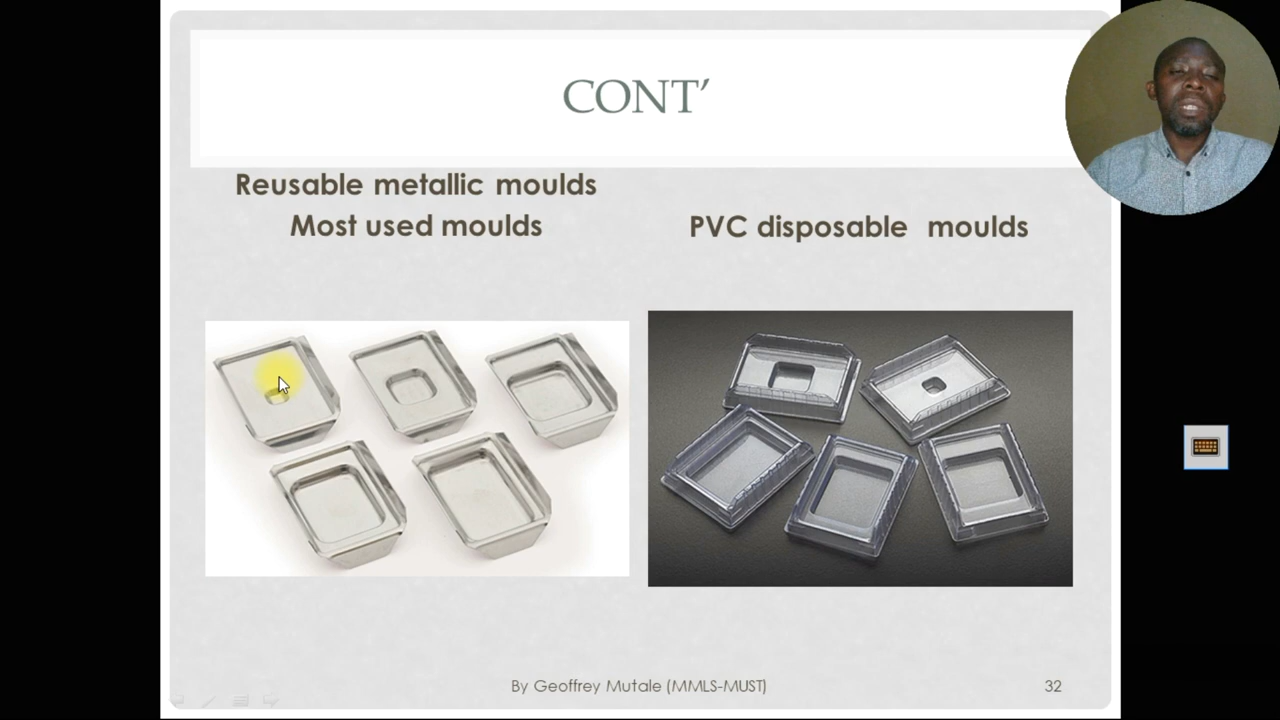 CONT’
Reusable metallic moulds
Most used moulds
PVC disposable moulds
By Geoffrey Mutale (MMLS-MUST)
32